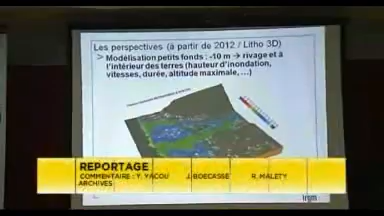 Les perspectives (à partir de 2012 / Litho 3D)
Modélisation petits fonds : -10 m → rivage et à
l'intérieur des terres (hauteur d'inondation,
vitesses, durée, altitude maximale, ...)
REPORTAGE
COMMENTAIRE : Y. YACOU J. BOECASSE R. MALETY
ARCHIVES